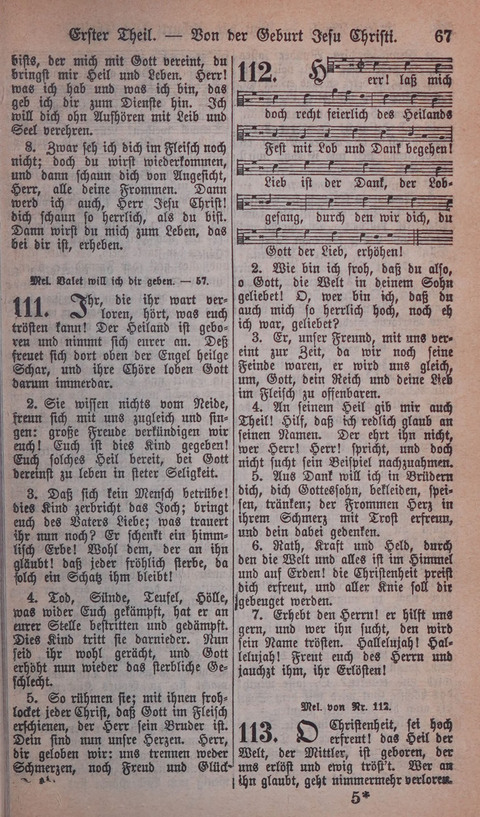 Erster Theil. — Von der Geburt Jesu Christi. 67
bists, der mich mit Gott vereint, du
bringst mir Heil und Leben. Herr!
was ich hab und was ich bin, das
geb ich dir zum Dienste hin. Ich
will dich ohn Aufhören mit Leib und
Seel verehren.
8. Zwar seh ich dich im Fleisch noch
nicht; doch du wirst wiederkommen,
und dann schaun dich von Angesicht,
Herr, alle deine Frommen. Dann
werd ich auch, Herr Jesu Christ!
dich schaun so herrlich, als du bist.
Dann wirst du mich zum Leben, das
bei dir ist, erheben.
Mel. Valet will ich dir geben. — 57.
111. Ihr, die ihr wart ver-
loren, hört, was euch
trösten kann! Der Heiland ist gebo-
ren und nimmt sich eurer an. Deß
freuet sich dort oben der Engel heilge
Schar, und ihre Chöre loben Gott
darum immerdar.
2. Sie wissen nichts vom Neide,
freun sich mit uns zugleich und sin-
gen: große Freude verkündigen wir
euch! Euch ist dies Kind gegeben!
Euch solches Heil bereit, bei Gott
dereinst zu leben in steter Seligkeit.
3. Daß sich kein Mensch betrübe!
dies Kind zerbricht das Joch; bringt
euch des Vaters Liebe; was trauert
ihr nun noch? Er schenkt ein himm-
lisch Erbe! Wohl dem, der an ihn
gläubt! daß jeder fröhlich sterbe, da
solch ein Schatz ihm bleibt!
4. Tod, Sünde, Teufel, Hölle,
was wider Euch gekämpft, hat er an
eurer Stelle bestritten und gedämpft.
Dies Kind tritt sie darnieder. Nun
seid ihr wohl gerächt, und Gott
erhöht nun wieder das sterbliche Ge-
schlecht.
5. So rühmen sie; mit ihnen froh-
locket jeder Christ, daß Gott im Fleisch
erschienen, der Herr sein Bruder ist.
Dein sind nun unsre Herzen. Herr,
dir geloben wir: uns trennen weder
Schmerzen, noch Freud und Glück
112. Herr! laß mich
doch recht feierlich des Heilands
Fest mit Lob und Dank begehen!
Lieb ist der Dank, der Lob-
gesang, durch den wir dich, du
Gott der Lieb, erhöhen!
2. Wie bin ich froh, daß du also,
o Gott, die Welt in deinem Sohn
geliebet! O, wer bin ich, daß du
auch mich so herrlich hoch, noch eh
ich war, geliebet?
3. Er, unser Freund, mit uns ver-
eint zur Zeit, da wir noch seine
Feinde waren, er wird uns gleich,
um, Gott, dein Reich und deine Lieb
im Fleisch zu offenbaren.
4. An seinem Heil gib mir auch
Theil! Hilf, daß ich redlich glaub an
seinen Namen. Der ehrt ihn nicht,
wer Herr! Herr! spricht, und doch
nicht sucht sein Beispiel nachzuahmen.
5. Aus Dank will ich in Brüdern
dich, dich Gottessohn, bekleiden, spei-
sen, tränken; der Frommen Herz in
ihrem Schmerz mit Trost erfreun,
und dein dabei gedenken.
6. Rath, Kraft und Held, durch
den die Welt und alles ist im Himmel
und auf Erden! die Christenheit preist
dich erfreut, und aller Knie soll dir
gebeuget werden.
7. Erhebt den Herrn! er hilft uns
gern, und wer ihn sucht, den wird
sein Name trösten. Hallelujah! Hal-
lelujah! Freut euch des Herrn und
jauchzt ihm, ihr Erlösten!
Mel. von Nr. 112.
113. O Christenheit, sei hoch
erfreut! das Heil der
Welt, der Mittler, ist geboren, der
uns erlöst und ewig tröst't. Wer an
ihn glaubt, geht nimmermehr verloren.
5*